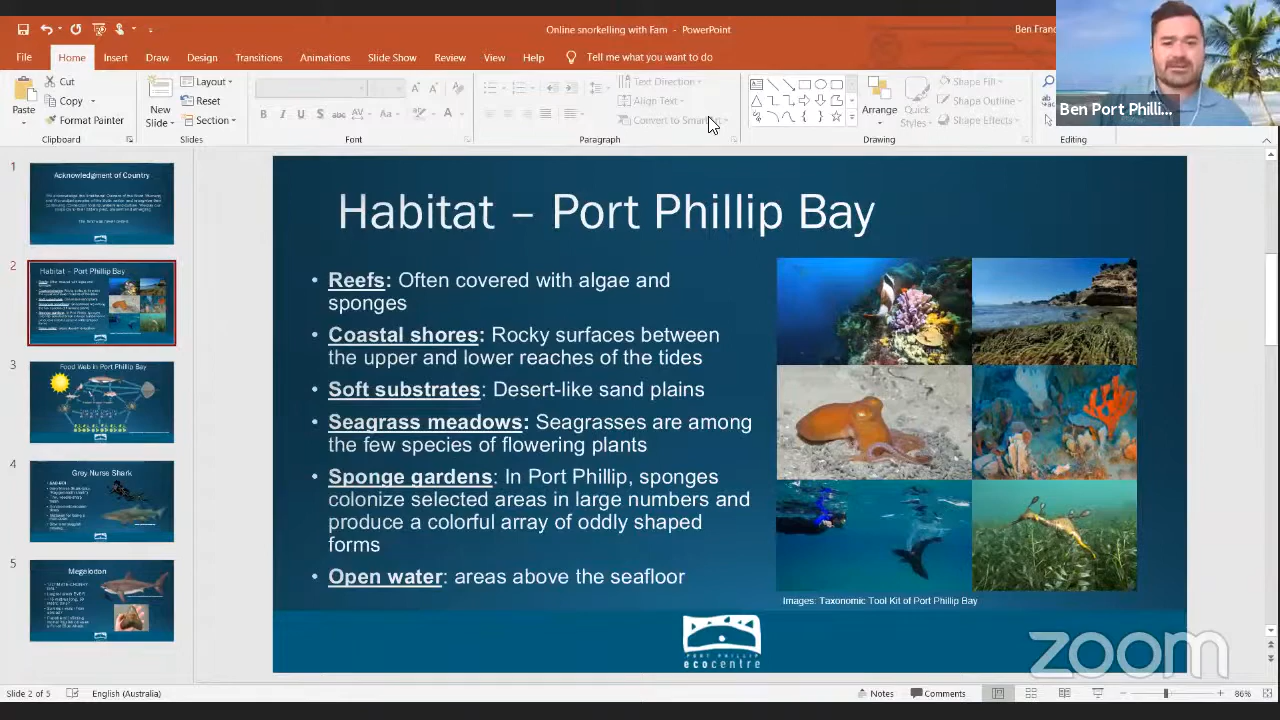 Online snorkelling with Fam - PowerPoint
Ben Franc
File Home Insert Draw Design Transitions Animations Slide Show Review View Help Tell me what you want to do
Ben Port Philli...
Paste
Cut
Copy
Format Painter
Clipboard
New
Slide
Layout
Reset
Section
Slides
Font
Text Direction
Align Text
Convert to Smar
Paragraph
Arrange
Quick
Styles
Shape Fill
Shape Outline
Shape Effects
Drawing
Editing
1
Acknowledgment of Country
2
Habitat – Port Phillip Bay
3
Food Web in Port Phillip Bay
4
Grey Nurse Shark
5
Megalodon
Habitat – Port Phillip Bay
• Reefs: Often covered with algae and
sponges
• Coastal shores: Rocky surfaces between
the upper and lower reaches of the tides
• Soft substrates: Desert-like sand plains
• Seagrass meadows: Seagrasses are among
the few species of flowering plants
• Sponge gardens: In Port Phillip, sponges
colonize selected areas in large numbers and
produce a colorful array of oddly shaped
forms
• Open water: areas above the seafloor
Images: Taxonomic Tool Kit of Port Phillip Bay
PORT PHILLIP
ecocentre
zoom
Slide 2 of 5
English (Australia)
Notes
Comments
86%